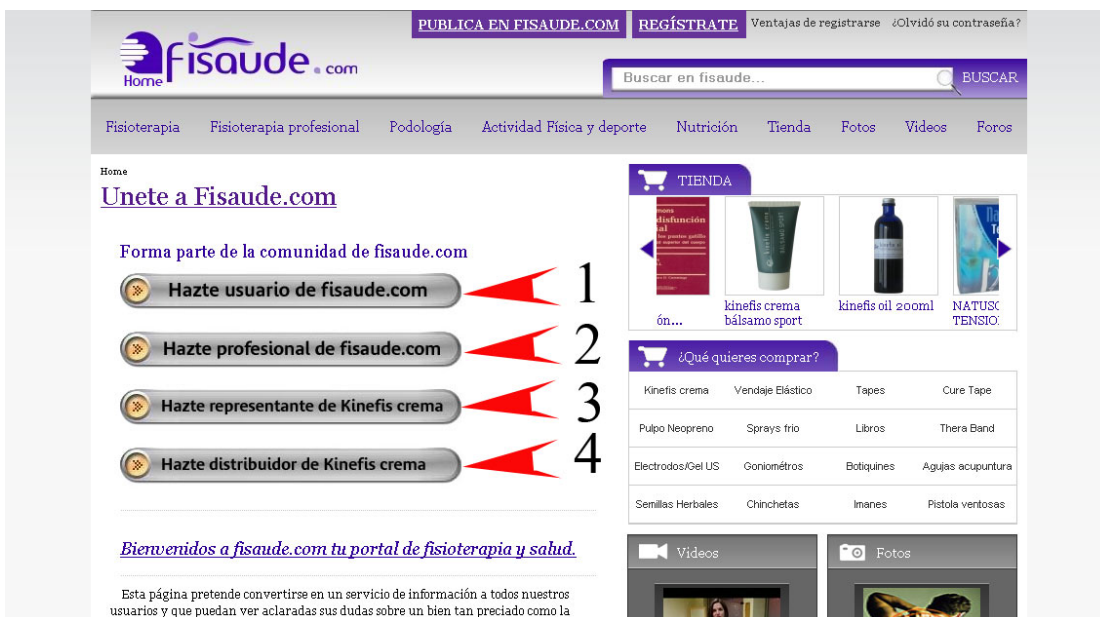 PUBLICA EN FISAUDE.COM REGÍSTRATE Ventajas de registrarse ¿Olvidó su contraseña?
fisaude.com
Home
Buscar en fisaude... BUSCAR
Fisioterapia Fisioterapia profesional Podología Actividad Física y deporte Nutrición Tienda Fotos Videos Foros
Home
Unete a Fisaude.com
Forma parte de la comunidad de fisaude.com
Hazte usuario de fisaude.com 1
Hazte profesional de fisaude.com 2
Hazte representante de Kinefis crema 3
Hazte distribuidor de Kinefis crema 4
Bienvenidos a fisaude.com tu portal de fisioterapia y salud.
Esta página pretende convertirse en un servicio de información a todos nuestros
usuarios y que puedan ver aclaradas sus dudas sobre un bien tan preciado como la
TIENDA
disfunción
kinefis crema
bálsamo sport
kinefis oil 200ml
NATUS
TENSIO
ón...
¿Qué quieres comprar?
Kinefis crema Vendaje Elástico Tapes Cure Tape
Pulpo Neopreno Sprays frio Libros Thera Band
Electrodos/Gel US Goniométros Botiquines Agujas acupuntura
Semillas Herbales Chinchetas Imanes Pistola ventosas
Videos
Fotos